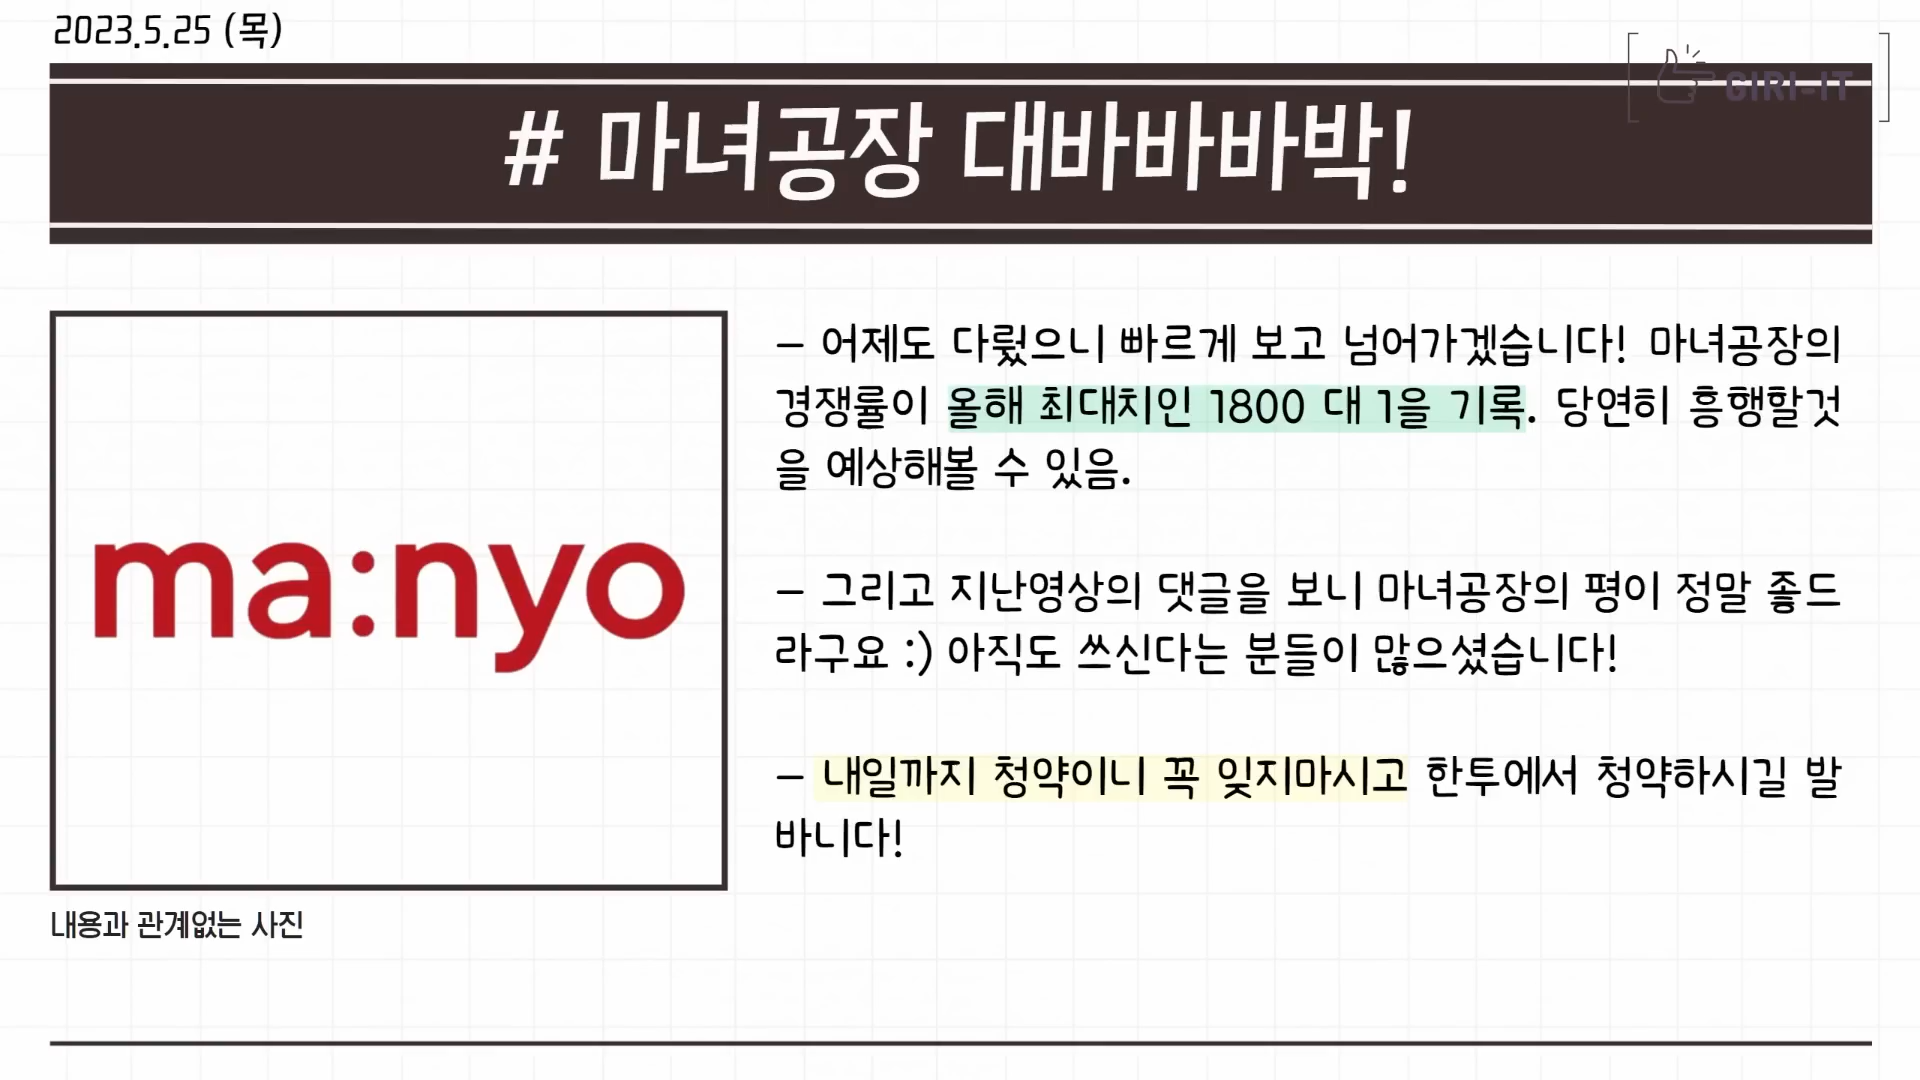 2023.5.25 (목)
GIRI-IT
# 마녀공장 대바바바박!
ma:nyo
– 어제도 다뤘으니 빠르게 보고 넘어가겠습니다! 마녀공장의
경쟁률이 올해 최대치인 1800 대 1을 기록. 당연히 흥행할것
을 예상해볼 수 있음.
– 그리고 지난영상의 댓글을 보니 마녀공장의 평이 정말 좋드
라구요 :) 아직도 쓰신다는 분들이 많으셨습니다!
– 내일까지 청약이니 꼭 잊지마시고 한투에서 청약하시길 발
바니다!
내용과 관계없는 사진